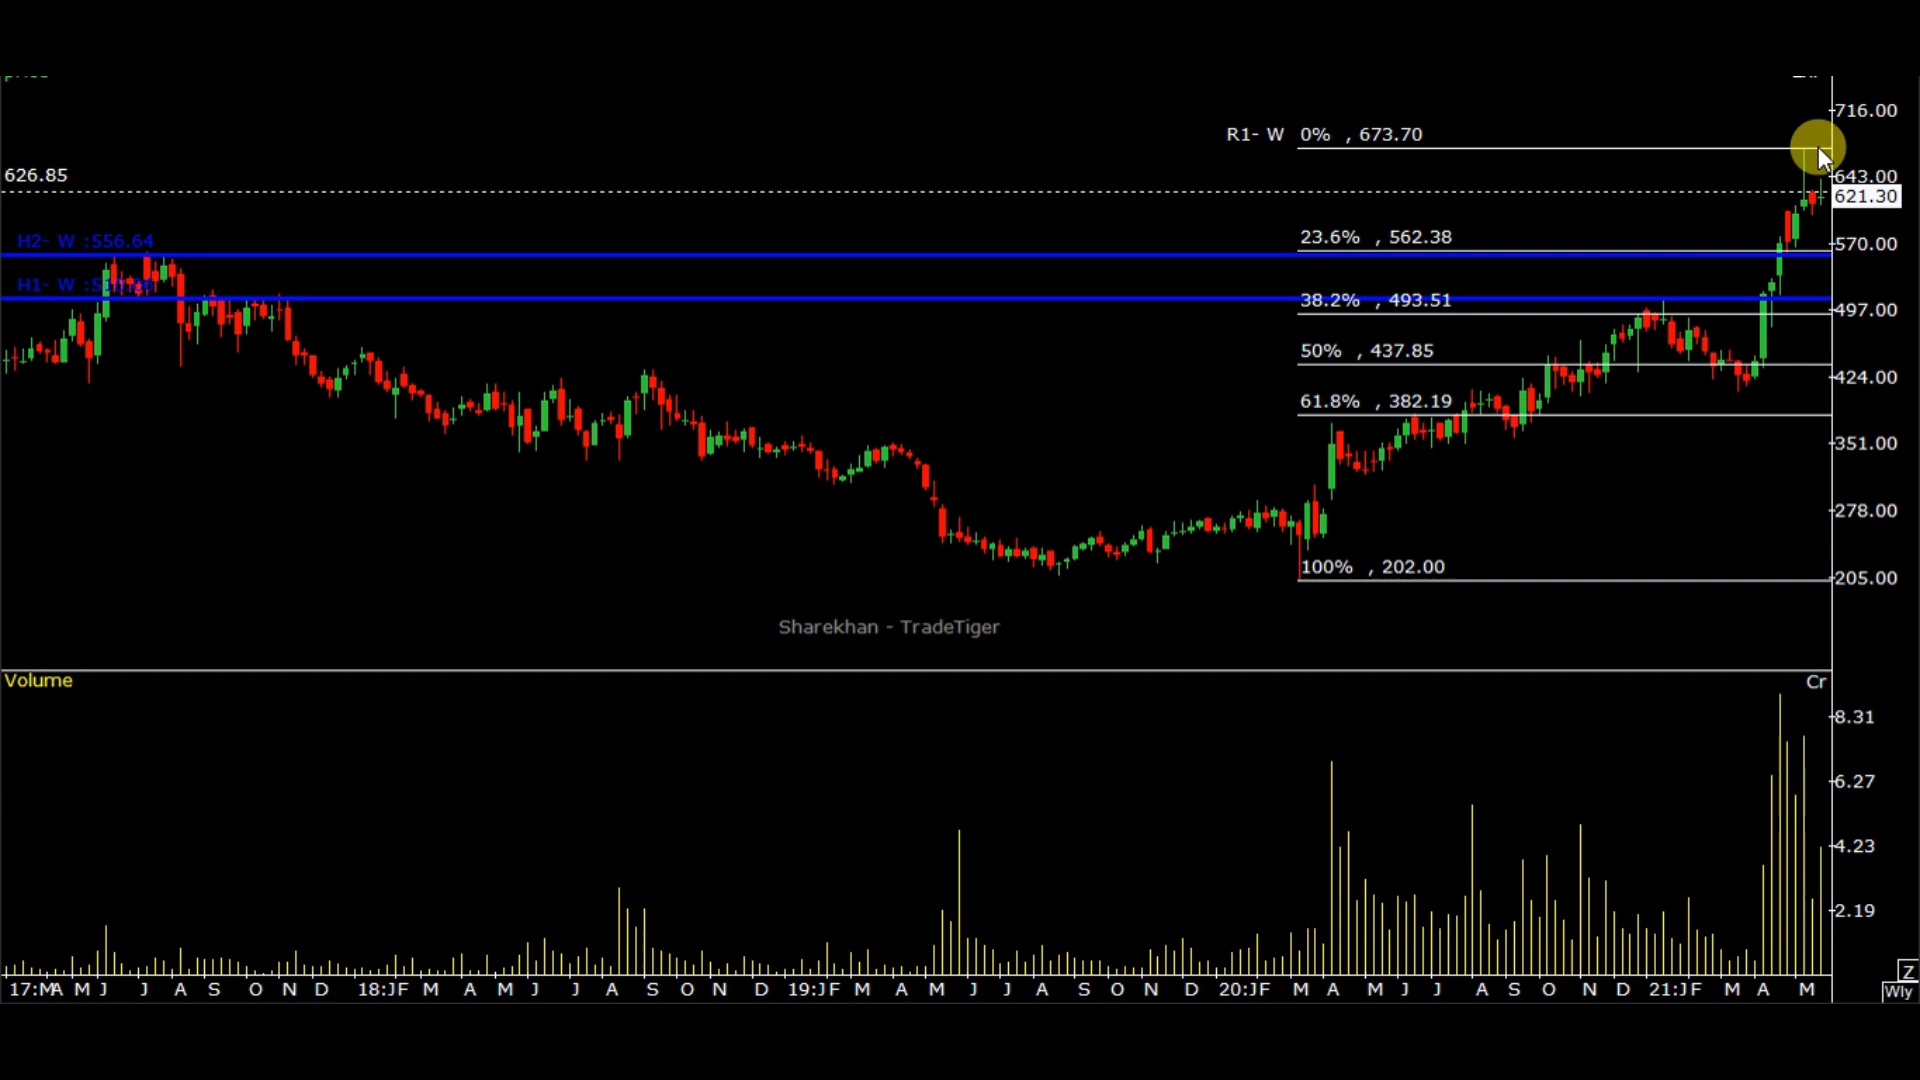 716.00
R1- W 0% , 673.70
626.85
643.00
621.30
H2- W :556.64
23.6% , 562.38
570.00
H1- W
38.2% , 493.51
497.00
50% , 437.85
424.00
61.8% , 382.19
351.00
278.00
100% , 202.00
205.00
Sharekhan - TradeTiger
Volume
Cr
8.31
6.27
4.23
2.19
Z
17:MA M J J A S O N D 18:JF M A M J J A S O N D 19:JF M A M J J A S O N D 20:JF M A M J J A S O N D 21:JF M A M
Wly